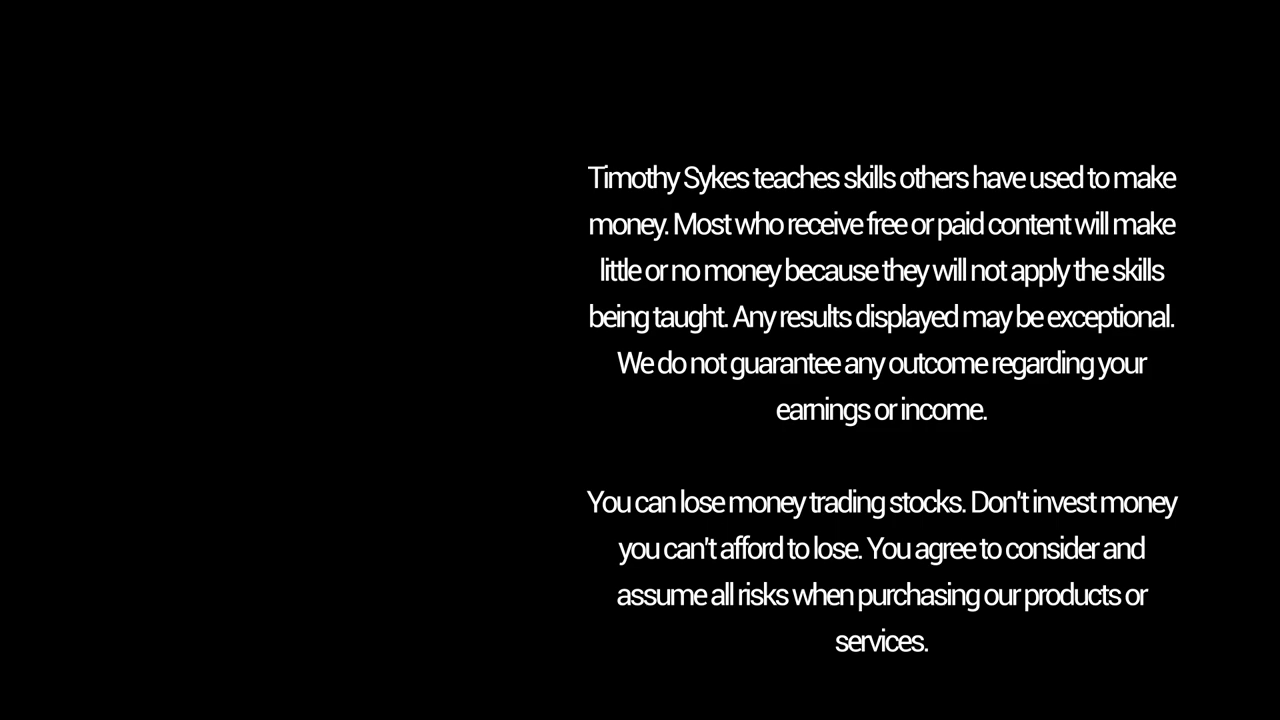 Timothy Sykes teaches skills others have used to make
money. Most who receive free or paid content will make
little or no money because they will not apply the skills
being taught. Any results displayed may be exceptional.
We do not guarantee any outcome regarding your
earnings or income.
You can lose money trading stocks. Don't invest money
you can't afford to lose. You agree to consider and
assume all risks when purchasing our products or
services.